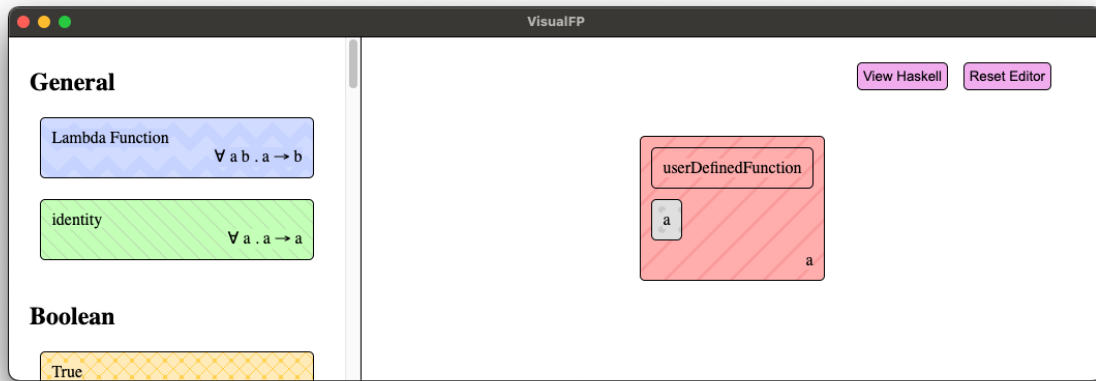 VisualFP
General
Lambda Function
∀ a b . a → b
identity
∀ a . a → a
Boolean
True
View Haskell
Reset Editor
userDefinedFunction
a
a